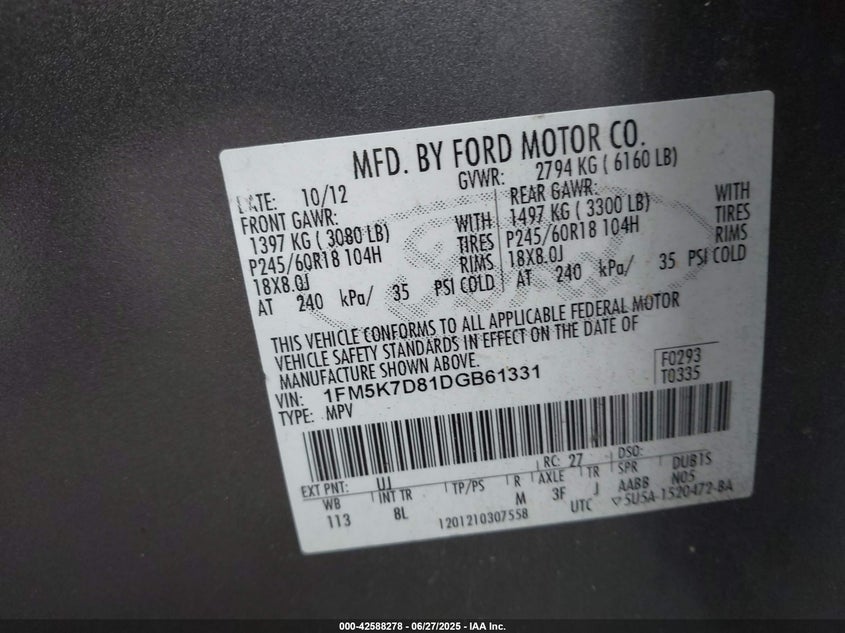 MFD. BY FORD MOTOR CO.
DATE: 10/12 GVWR: 2794 KG ( 6160 LB)
FRONT GAWR: REAR GAWR:
1397 KG ( 3080 LB) WITH 1497 KG ( 3300 LB) WITH
P245/60R18 104H TIRES P245/60R18 104H TIRES
18X8.0J RIMS 18X8.0J RIMS
AT 240 kPa/ 35 PSI COLD AT 240 kPa/ 35 PSI COLD
THIS VEHICLE CONFORMS TO ALL APPLICABLE FEDERAL MOTOR
VEHICLE SAFETY STANDARDS IN EFFECT ON THE DATE OF
MANUFACTURE SHOWN ABOVE.
VIN: 1FM5K7D81DGB61331 F0293
TYPE: MPV T0335
EXT PNT: UJ RC: 27 DSO:
WB INT TR TP/PS R AXLE TR SPR DUB1S
113 8L M 3F J AABB N05
1201210307558 UTC ▽5U5A-1520472-BA
000-42588278 - 06/27/2025 - IAA Inc.